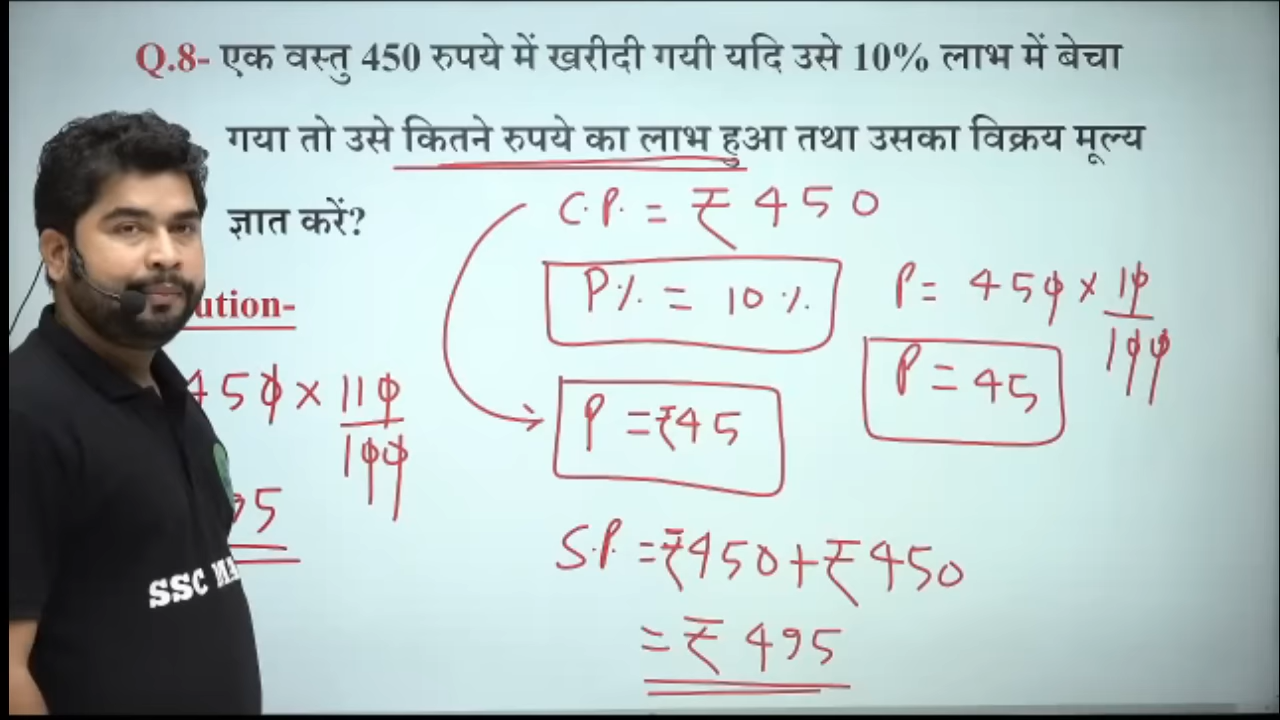 Q.8- एक वस्तु 450 रुपये में खरीदी गयी यदि उसे 10% लाभ में बेचा
गया तो उसे कितने रुपये का लाभ हुआ तथा उसका विक्रय मूल्य
ज्ञात करें?
C.P. = ₹ 450
P% = 10%
P = 450 × 10/100
P = 45
P = ₹45
S.P. = ₹450 + ₹450
= ₹ 495
ution-
450 × 110/100
95
SSC MA